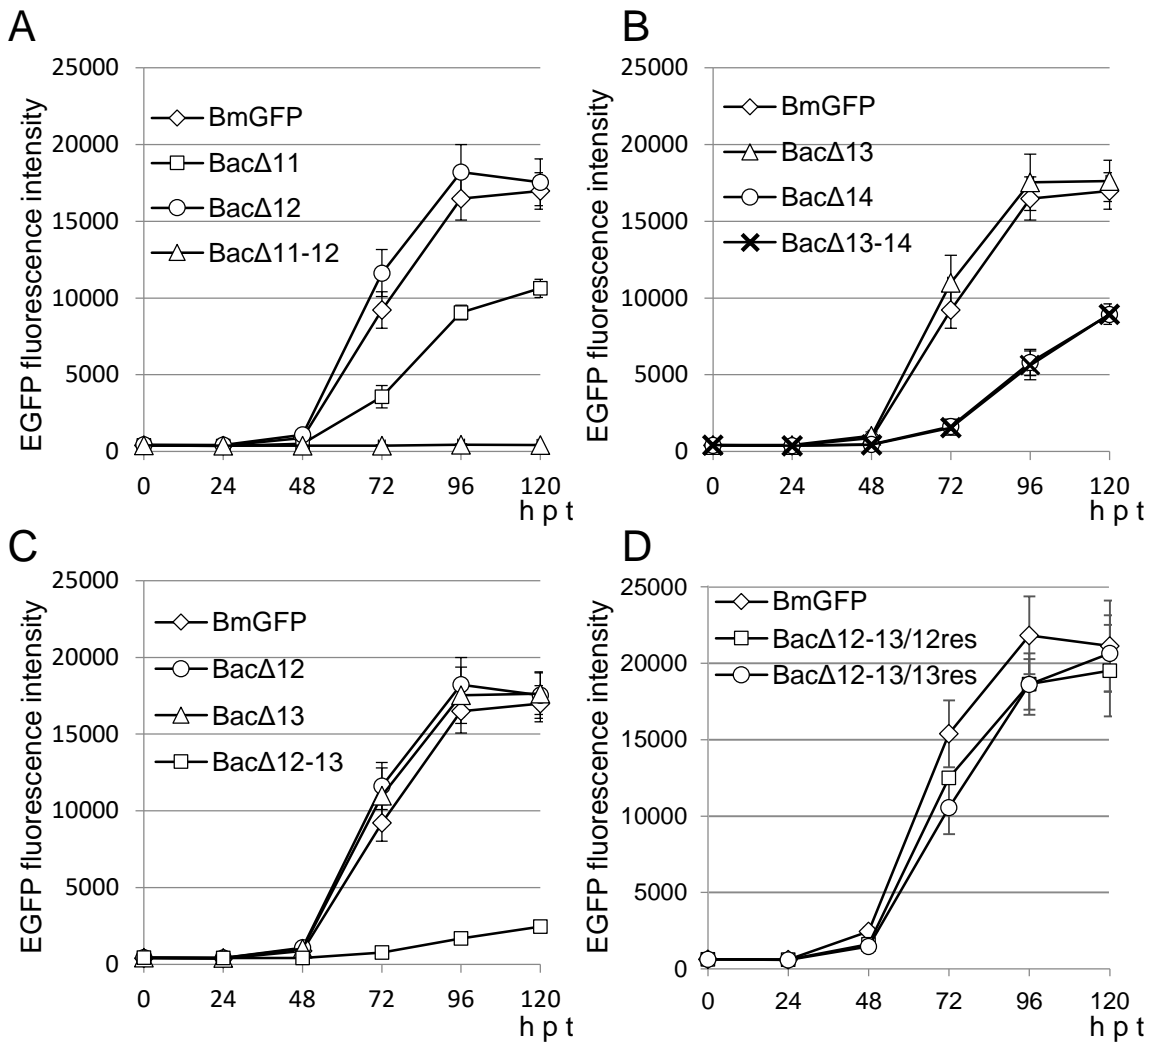 A
EGFP fluorescence intensity
25000
20000
15000
10000
5000
0
BmGFP
BacΔ11
BacΔ12
BacΔ11-12
0 24 48 72 96 120
h p t
B
EGFP fluorescence intensity
25000
20000
15000
10000
5000
0
BmGFP
BacΔ13
BacΔ14
BacΔ13-14
0 24 48 72 96 120
h p t
C
EGFP fluorescence intensity
25000
20000
15000
10000
5000
0
BmGFP
BacΔ12
BacΔ13
BacΔ12-13
0 24 48 72 96 120
h p t
D
EGFP fluorescence intensity
25000
20000
15000
10000
5000
0
BmGFP
BacΔ12-13/12res
BacΔ12-13/13res
0 24 48 72 96 120
h p t